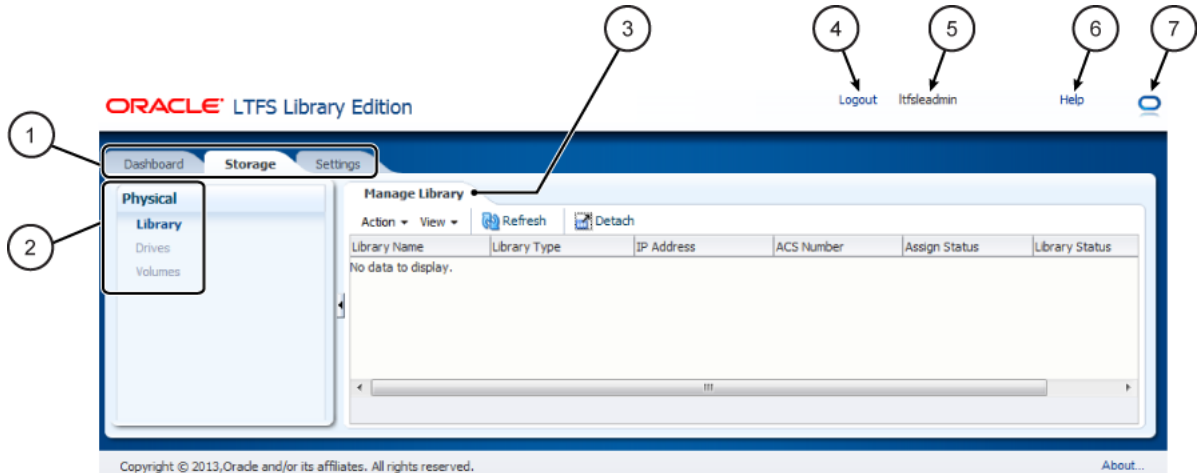 3
4
5
6
7
ORACLE LTFS Library Edition
Logout ltfsleadmin Help
1
Dashboard Storage Settings
Physical
Manage Library
Library
Action View Refresh Detach
2
Drives
Library Name Library Type IP Address ACS Number Assign Status Library Status
Volumes
No data to display.
Copyright © 2013,Oracle and/or its affiliates. All rights reserved.
About...